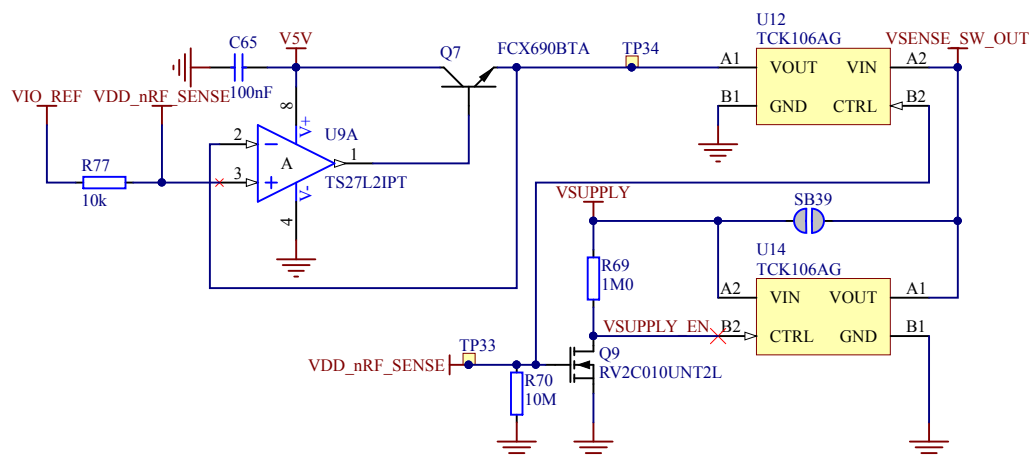 U12
TCK106AG
C65
V5V
Q7
FCX690BTA
TP34
VSENSE_SW_OUT
A1
VOUT
VIN
A2
100nF
VIO_REF
VDD_nRF_SENSE
B1
GND
CTRL
B2
8
V+
U9A
2
A
1
R77
3
TS27L2IPT
10k
V-
4
VSUPPLY
SB39
U14
TCK106AG
R69
1M0
A2
VIN
VOUT
A1
VSUPPLY_EN
B2
CTRL
GND
B1
TP33
Q9
VDD_nRF_SENSE
RV2C010UNT2L
R70
10M